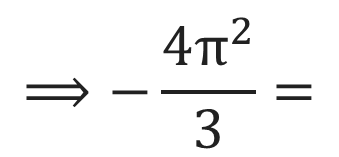 ⟹ − 4π²/3 =